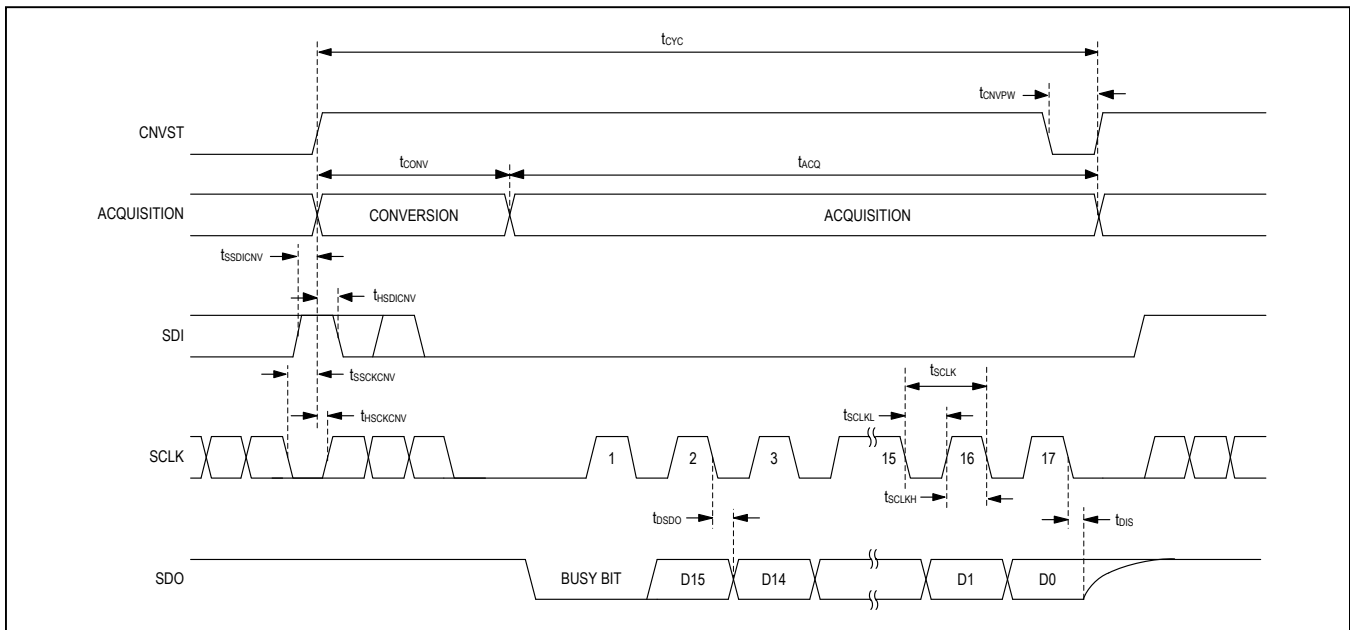 tCYC
tCNVPW
CNVST
tCONV
tACQ
ACQUISITION
CONVERSION
ACQUISITION
tSSDICNV
tHSDICNV
SDI
tSSCKCNV
tSCLK
tHSCKCNV
tSCLKL
SCLK
1
2
3
15
16
17
tSCLKH
tDSDO
tDIS
SDO
BUSY BIT
D15
D14
D1
D0